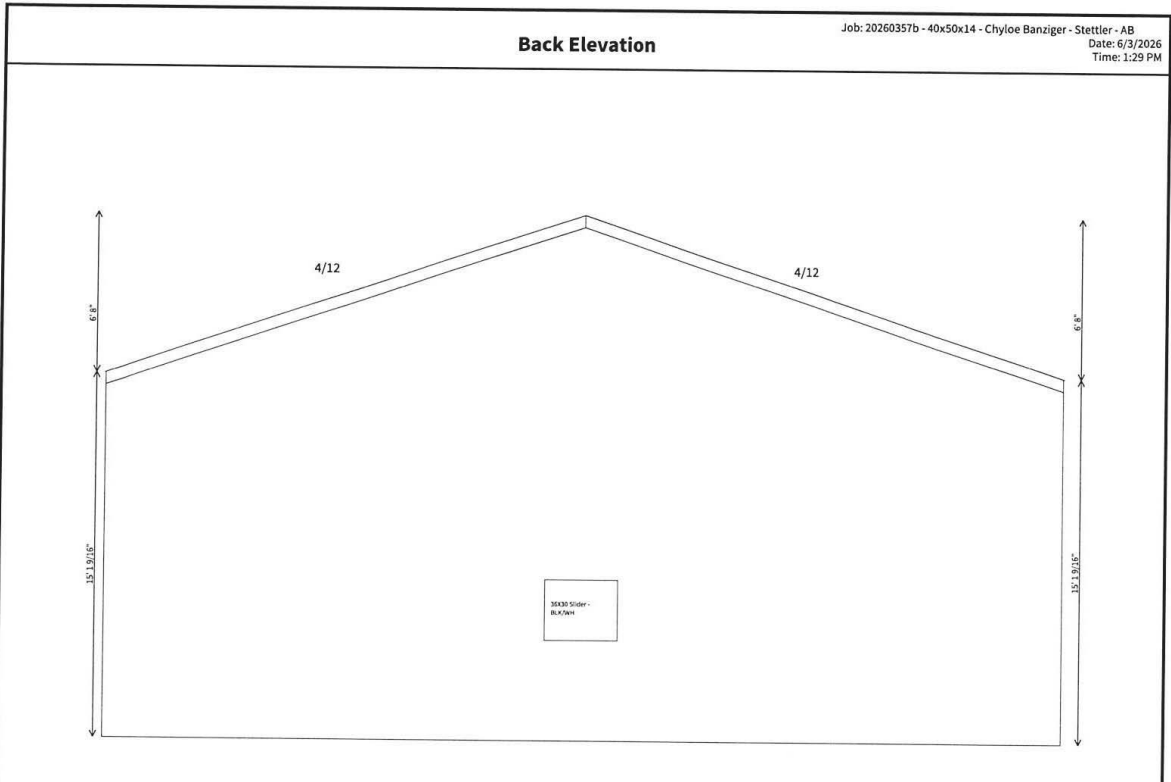 Back Elevation
Job: 20260357b - 40x50x14 - Chyloe Banziger - Stettler - AB
Date: 6/3/2026
Time: 1:29 PM
4/12
4/12
6' 8"
6' 8"
15' 1 9/16"
15' 1 9/16"
36X30 Slider -
BLK/WH